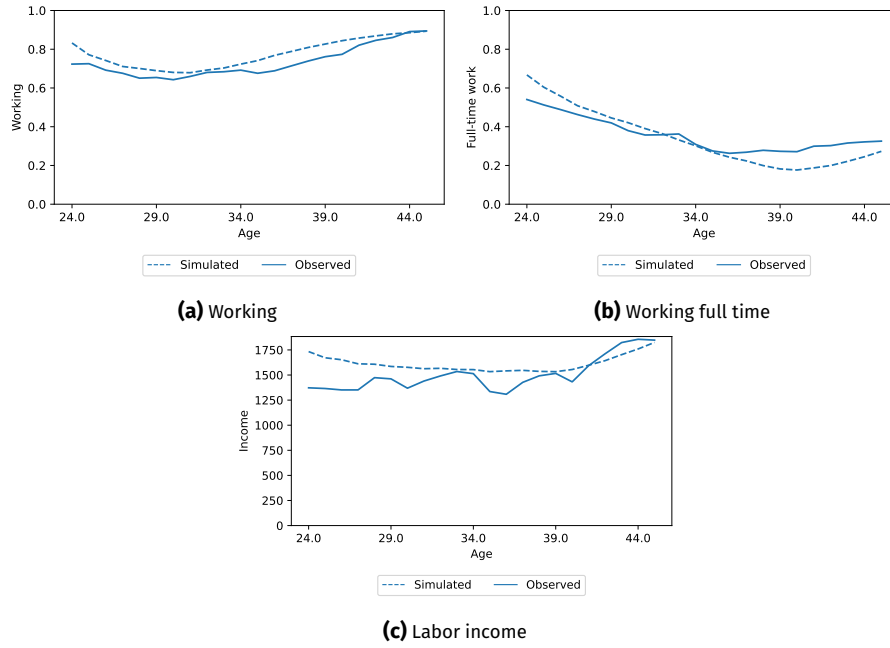 1.0
0.8
0.6
0.4
0.2
0.0
Working
24.0 29.0 34.0 39.0 44.0
Age
Simulated Observed
(a) Working
1.0
0.8
0.6
0.4
0.2
0.0
Full-time work
24.0 29.0 34.0 39.0 44.0
Age
Simulated Observed
(b) Working full time
1750
1500
1250
1000
750
500
250
0
Income
24.0 29.0 34.0 39.0 44.0
Age
Simulated Observed
(c) Labor income